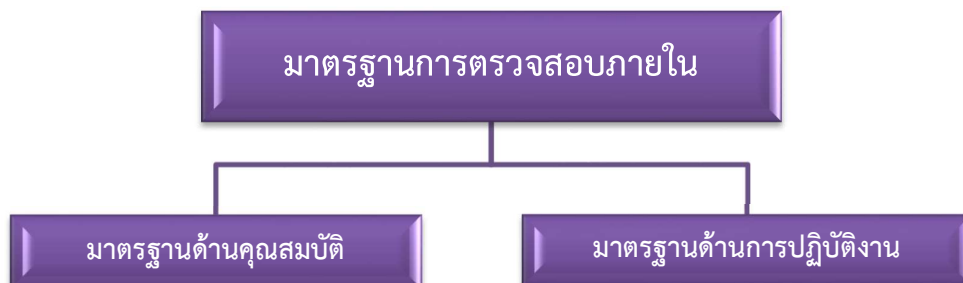 มาตรฐานการตรวจสอบภายใน
มาตรฐานด้านคุณสมบัติ
มาตรฐานด้านการปฏิบัติงาน